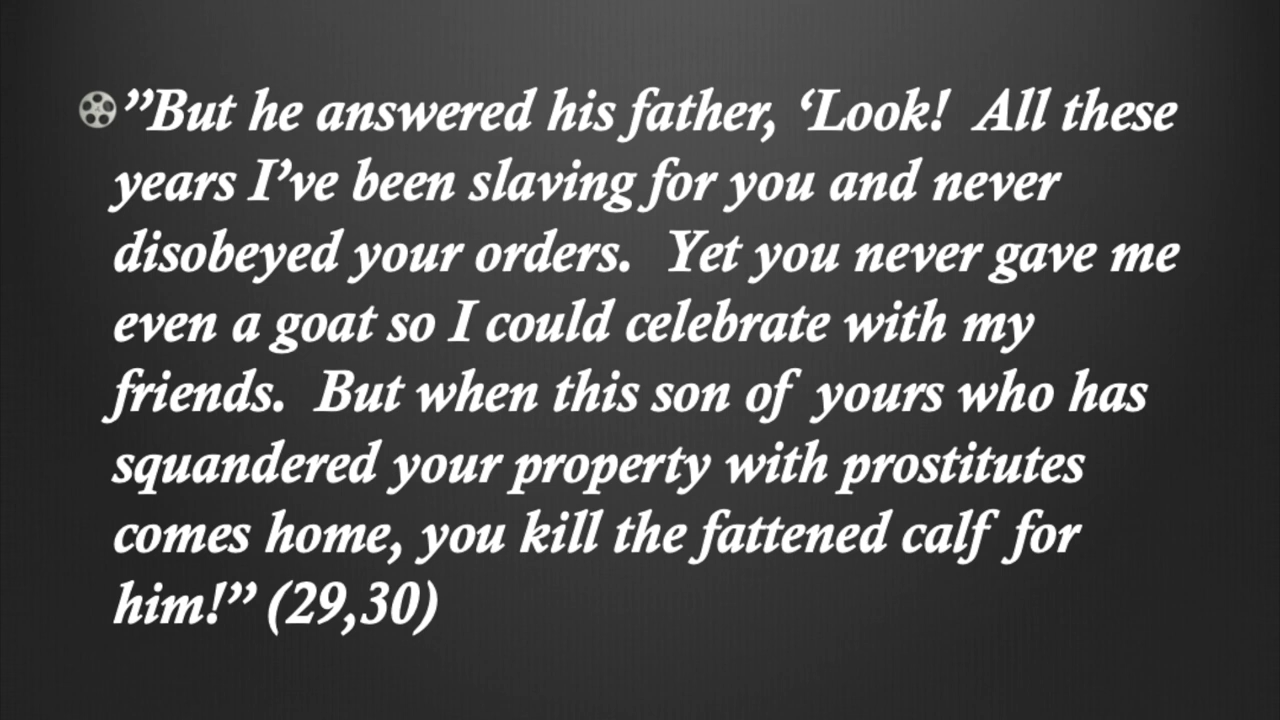 ”But he answered his father, ‘Look!  All these
years I’ve been slaving for you and never
disobeyed your orders.  Yet you never gave me
even a goat so I could celebrate with my
friends.  But when this son of yours who has
squandered your property with prostitutes
comes home, you kill the fattened calf for
him!” (29,30)